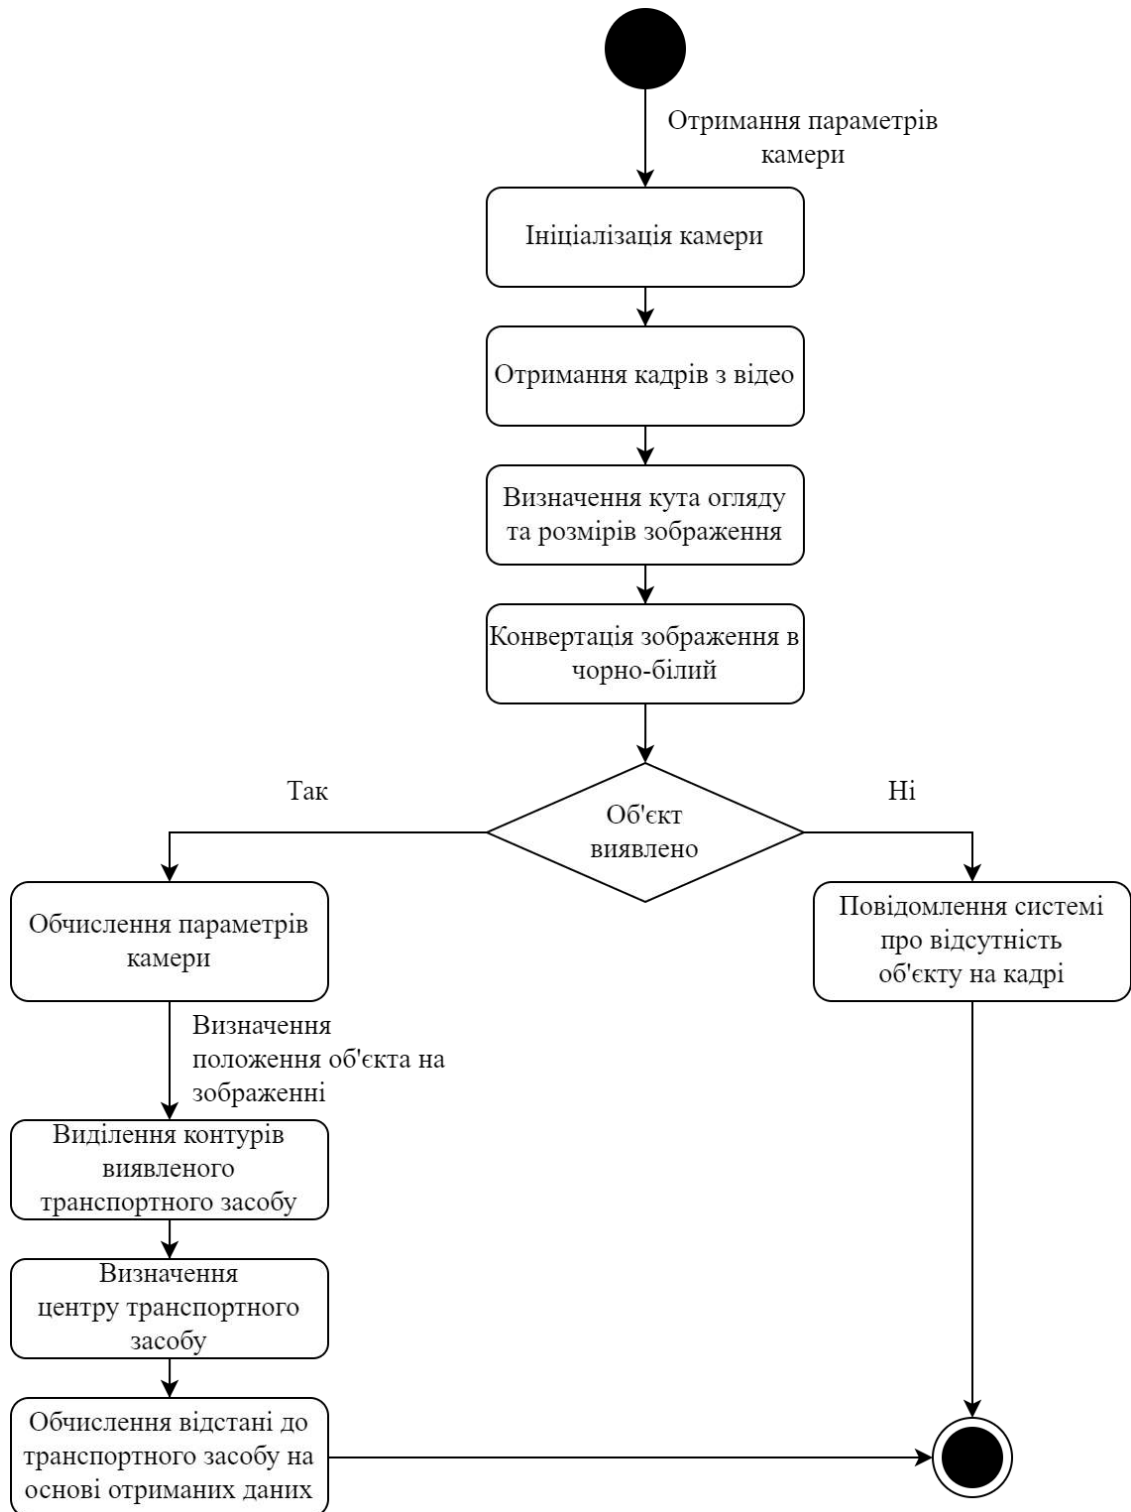 Отримання параметрів
камери
Ініціалізація камери
Отримання кадрів з відео
Визначення кута огляду
та розмірів зображення
Конвертація зображення в
чорно-білий
Так
Ні
Об'єкт
виявлено
Обчислення параметрів
камери
Повідомлення системі
про відсутність
об'єкту на кадрі
Визначення
положення об'єкта на
зображенні
Виділення контурів
виявленого
транспортного засобу
Визначення
центру транспортного
засобу
Обчислення відстані до
транспортного засобу на
основі отриманих даних